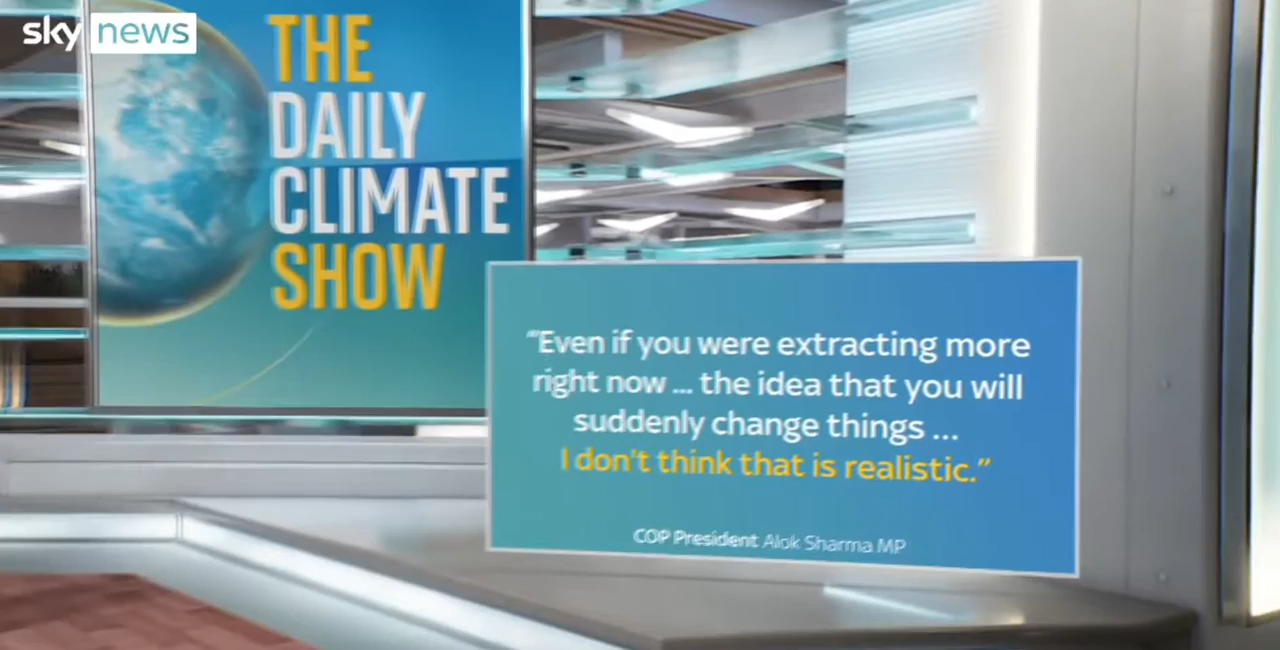 sky news
THE
DAILY
CLIMATE
SHOW
"Even if you were extracting more
right now ... the idea that you will
suddenly change things ...
I don't think that is realistic."
COP President Alok Sharma MP